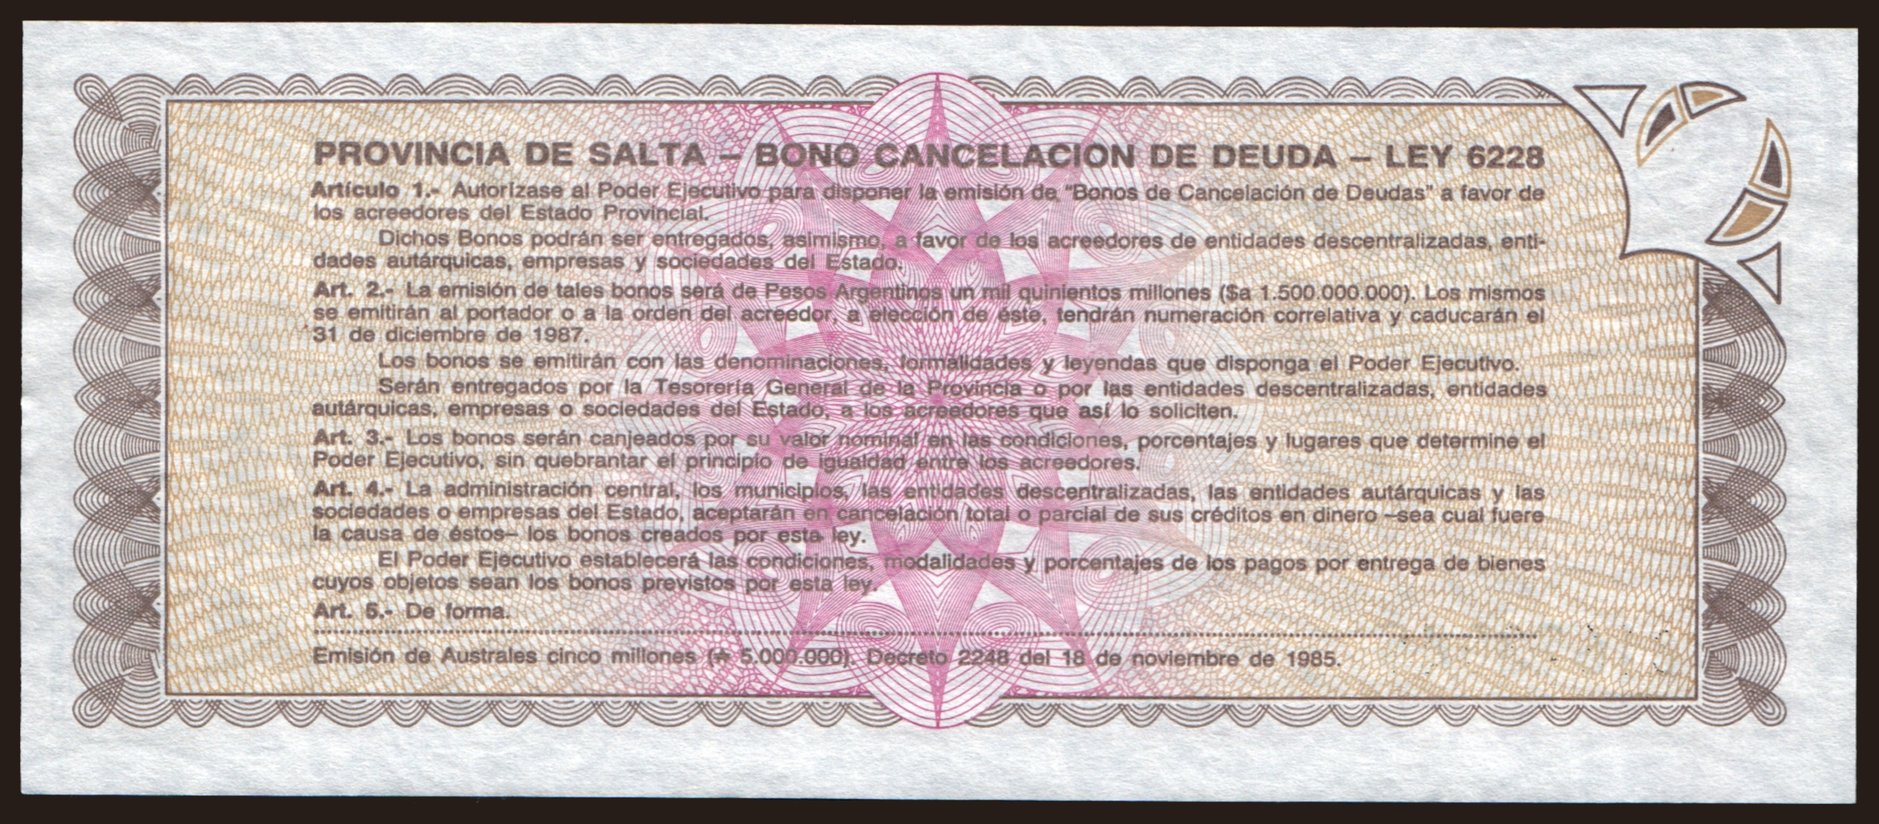 PROVINCIA DE SALTA – BONO CANCELACION DE DEUDA – LEY 6228
Artículo 1.- Autorízase al Poder Ejecutivo para disponer la emisión de "Bonos de Cancelación de Deudas" a favor de
los acreedores del Estado Provincial.
Dichos Bonos podrán ser entregados, asimismo, a favor de los acreedores de entidades descentralizadas, enti-
dades autárquicas, empresas y sociedades del Estado.
Art. 2.- La emisión de tales bonos será de Pesos Argentinos un mil quinientos millones ($a 1.500.000.000). Los mismos
se emitirán al portador o a la orden del acreedor, a elección de éste, tendrán numeración correlativa y caducarán el
31 de diciembre de 1987.
Los bonos se emitirán con las denominaciones, formalidades y leyendas que disponga el Poder Ejecutivo.
Serán entregados por la Tesorería General de la Provincia o por las entidades descentralizadas, entidades
autárquicas, empresas o sociedades del Estado, a los acreedores que así lo soliciten.
Art. 3.- Los bonos serán canjeados por su valor nominal en las condiciones, porcentajes y lugares que determine el
Poder Ejecutivo, sin quebrantar el principio de igualdad entre los acreedores.
Art. 4.- La administración central, los municipios, las entidades descentralizadas, las entidades autárquicas y las
sociedades o empresas del Estado, aceptarán en cancelación total o parcial de sus créditos en dinero –sea cual fuere
la causa de éstos– los bonos creados por esta ley.
El Poder Ejecutivo establecerá las condiciones, modalidades y porcentajes de los pagos por entrega de bienes
cuyos objetos sean los bonos previstos por esta ley.
Art. 5.- De forma.
Emisión de Australes cinco millones (₳ 5.000.000). Decreto 2248 del 18 de noviembre de 1985.